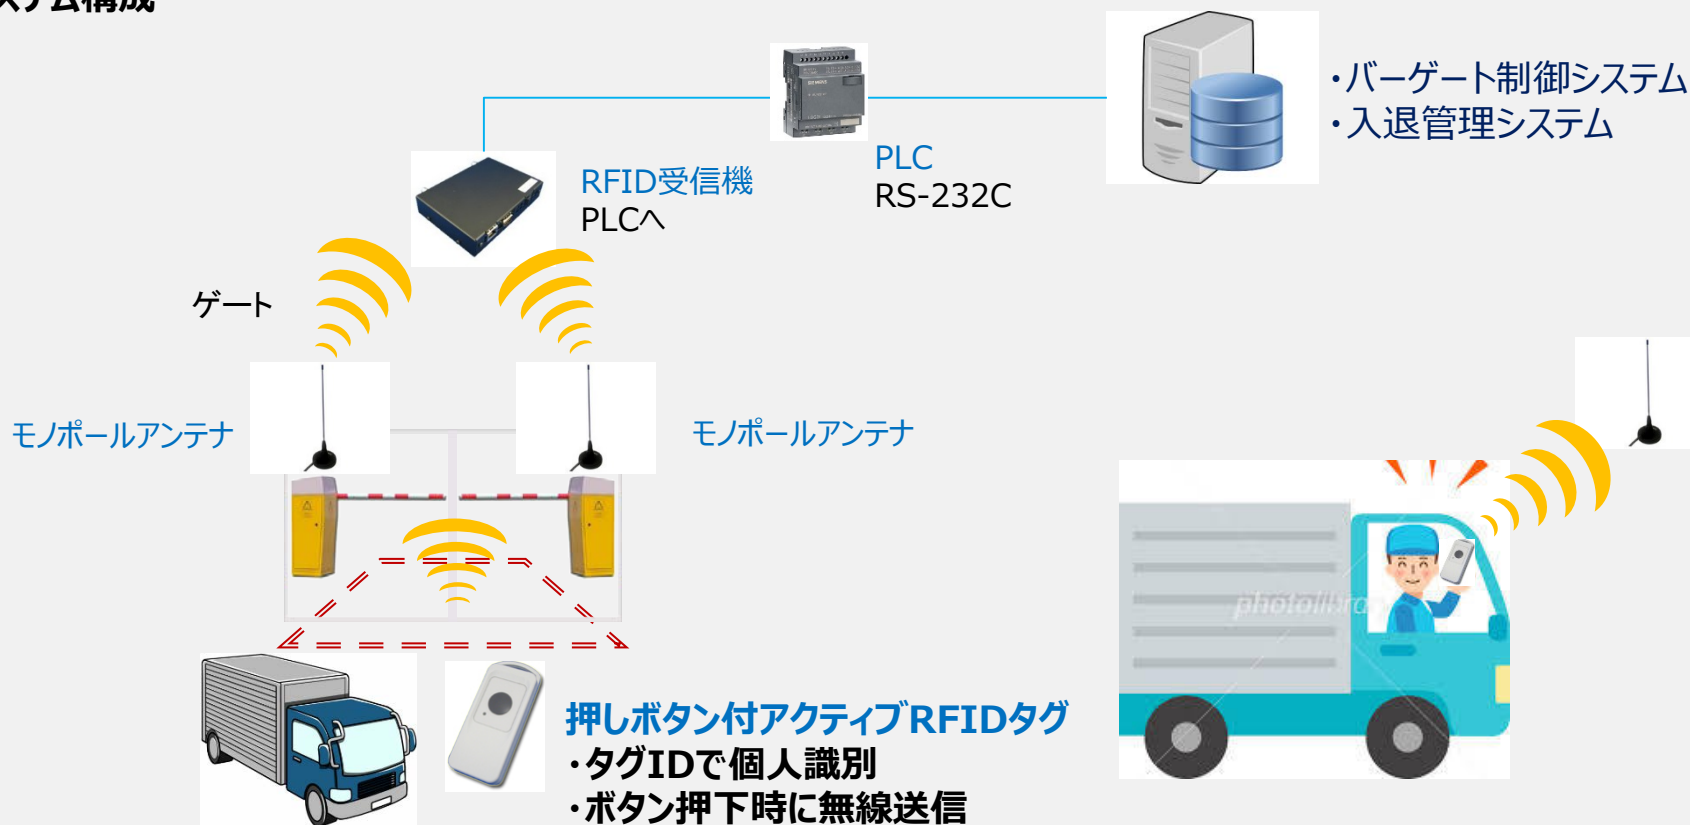 ステム構成
・バーゲート制御システム
・入退管理システム
PLC
RS-232C
RFID受信機
PLCへ
ゲート
モノポールアンテナ
モノポールアンテナ
photolibra
押しボタン付アクティブRFIDタグ
・タグIDで個人識別
・ボタン押下時に無線送信